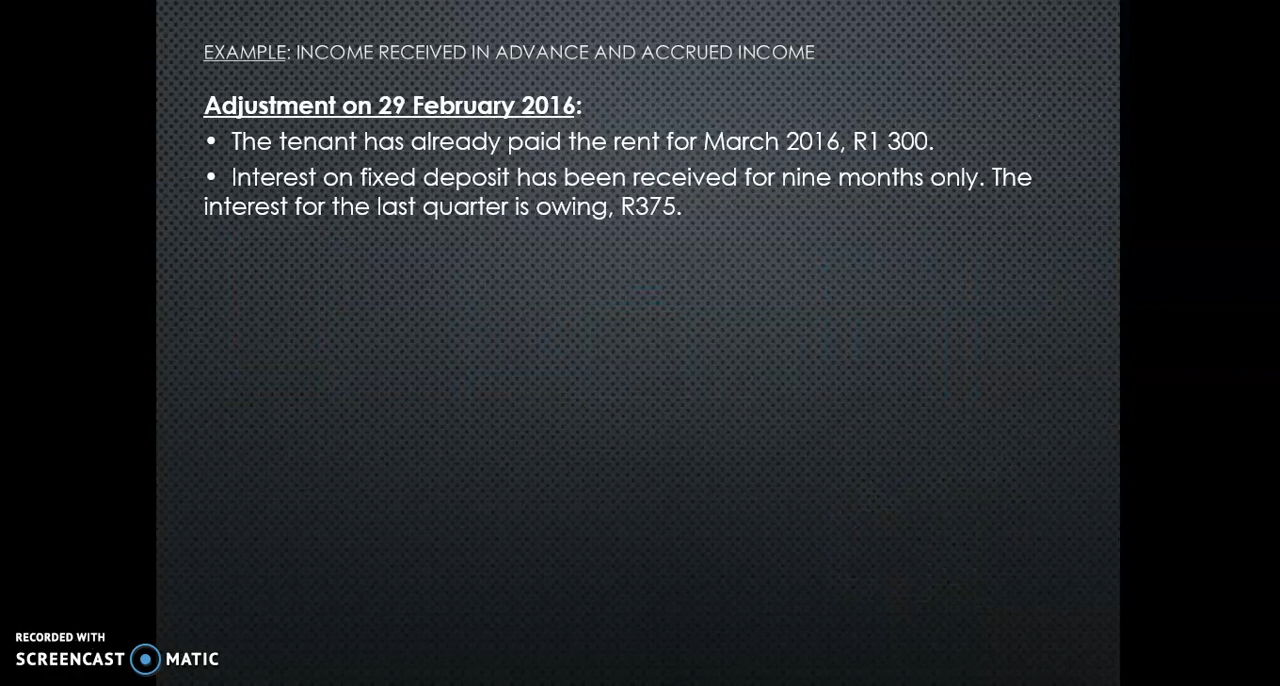 EXAMPLE: INCOME RECEIVED IN ADVANCE AND ACCRUED INCOME
Adjustment on 29 February 2016:
• The tenant has already paid the rent for March 2016, R1 300.
• Interest on fixed deposit has been received for nine months only. The
interest for the last quarter is owing, R375.
RECORDED WITH
SCREENCAST MATIC